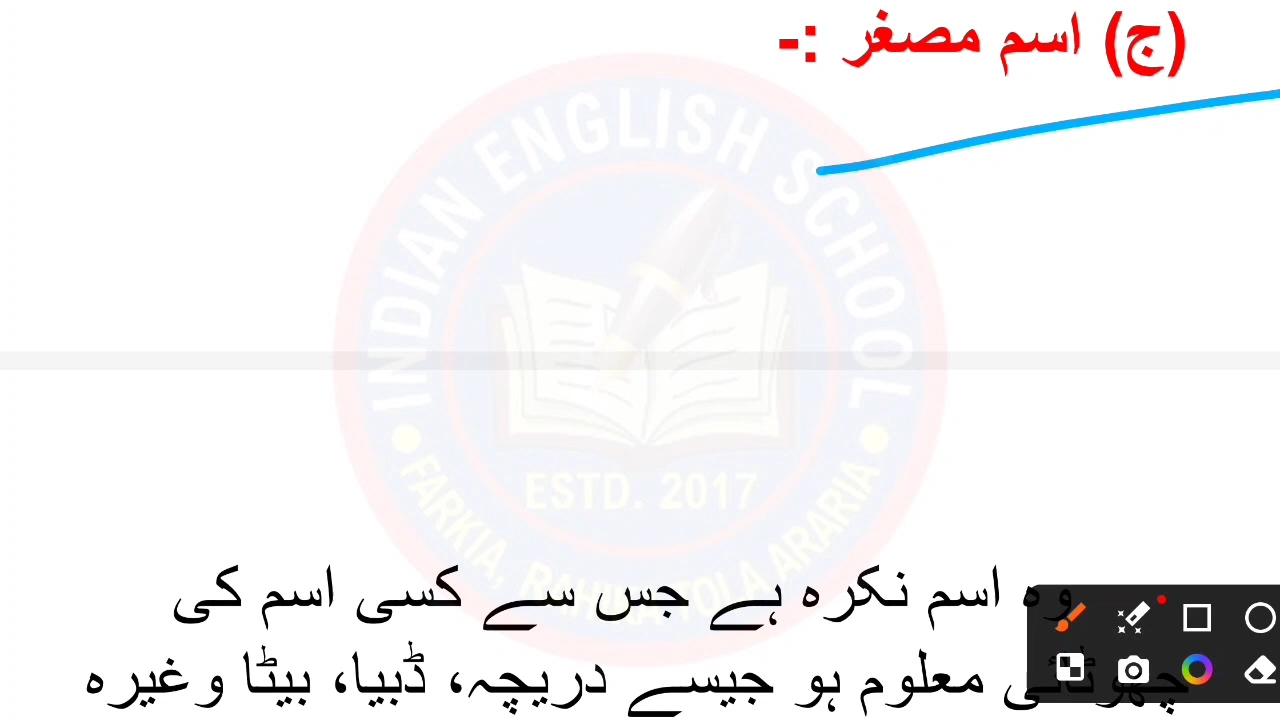 (ج) اسم مصغر :-
INDIAN ENGLISH SCHOOL
ESTD. 2017
FARKIA, TOLA ARARIA
وہ اسم نکرہ ہے جس سے کسی اسم کی
چھوٹائی معلوم ہو جیسے دریچہ، ڈبیا، بیٹا وغیرہ